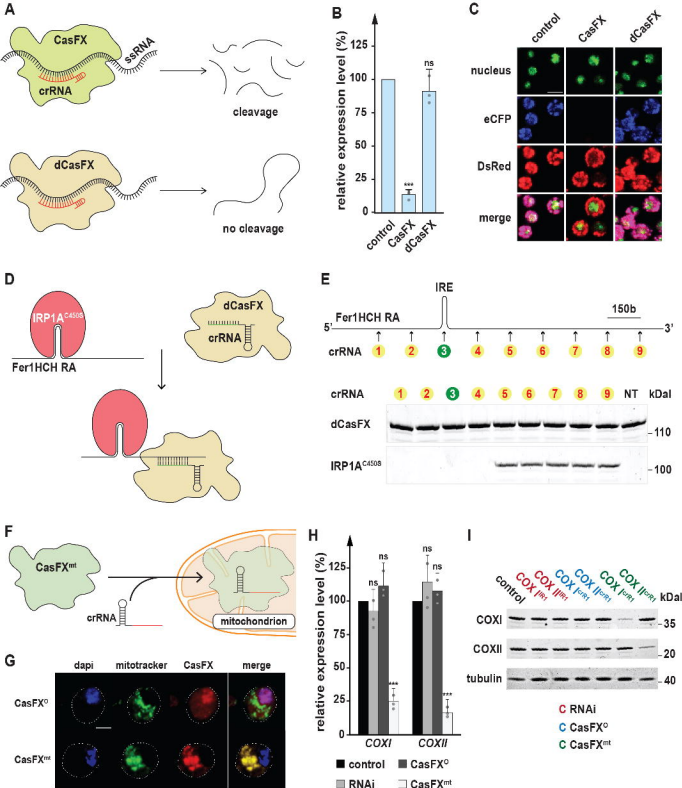 A
CasFX
ssRNA
crRNA
cleavage
dCasFX
no cleavage
B
relative expression level (%)
125
100
75
50
25
0
ns
***
control
CasFX
dCasFX
C
control
CasFX
dCasFX
nucleus
eCFP
DsRed
merge
D
IRP1A^C450S
Fer1HCH RA
dCasFX
crRNA
E
IRE
Fer1HCH RA
150b
5'
3'
crRNA 1 2 3 4 5 6 7 8 9
crRNA 1 2 3 4 5 6 7 8 9 NT kDal
dCasFX
110
IRP1A^C450S
100
F
CasFX^mt
crRNA
mitochondrion
G
dapi mitotracker CasFX merge
CasFX^O
CasFX^mt
H
relative expression level (%)
125
100
75
50
25
0
ns
ns
***
ns
ns
***
COXI
COXII
control
CasFX^O
RNAi
CasFX^mt
I
control
COX I^IR1
COX II^IR1
COX I^crR1
COX II^crR1
COX I^crR1
COX II^crR1
kDal
COXI
35
COXII
20
tubulin
40
C RNAi
C CasFX^O
C CasFX^mt